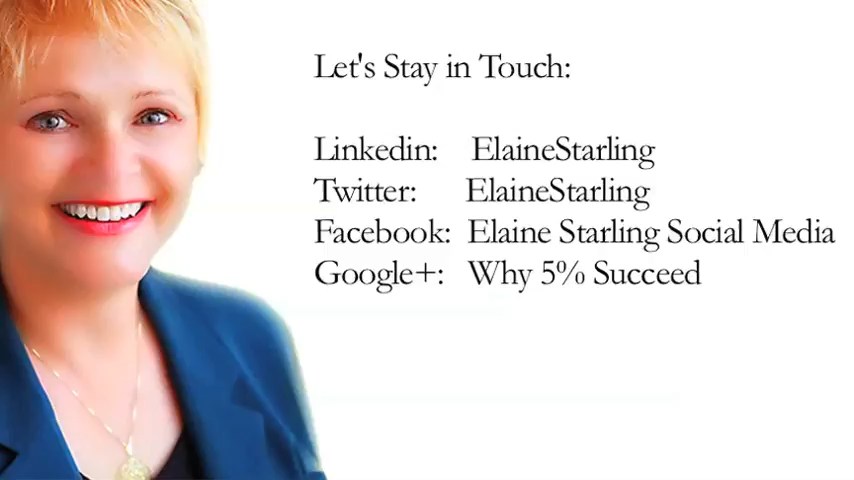 Let's Stay in Touch:
Linkedin: ElaineStarling
Twitter: ElaineStarling
Facebook: Elaine Starling Social Media
Google+: Why 5% Succeed